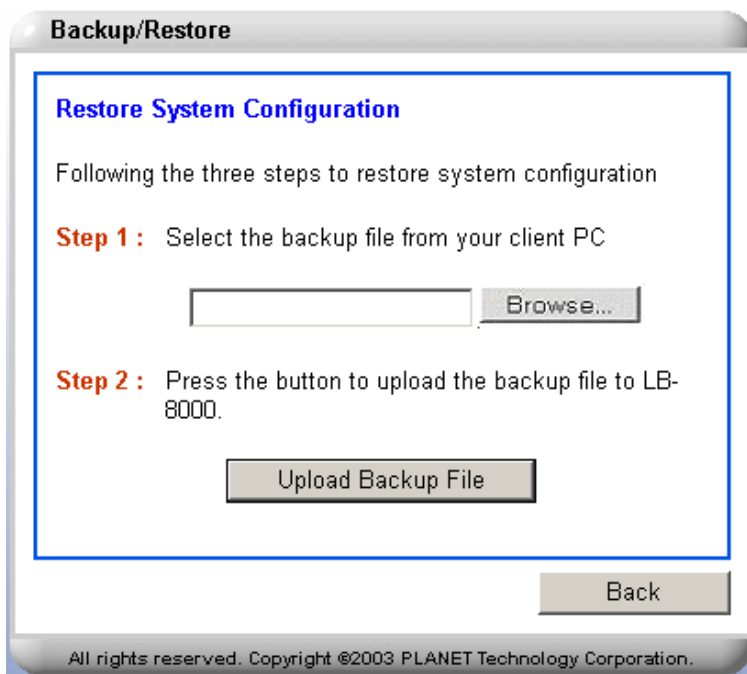 Backup/Restore
Restore System Configuration
Following the three steps to restore system configuration
Step 1 : Select the backup file from your client PC
Browse...
Step 2 : Press the button to upload the backup file to LB-
8000.
Upload Backup File
Back
All rights reserved. Copyright ©2003 PLANET Technology Corporation.